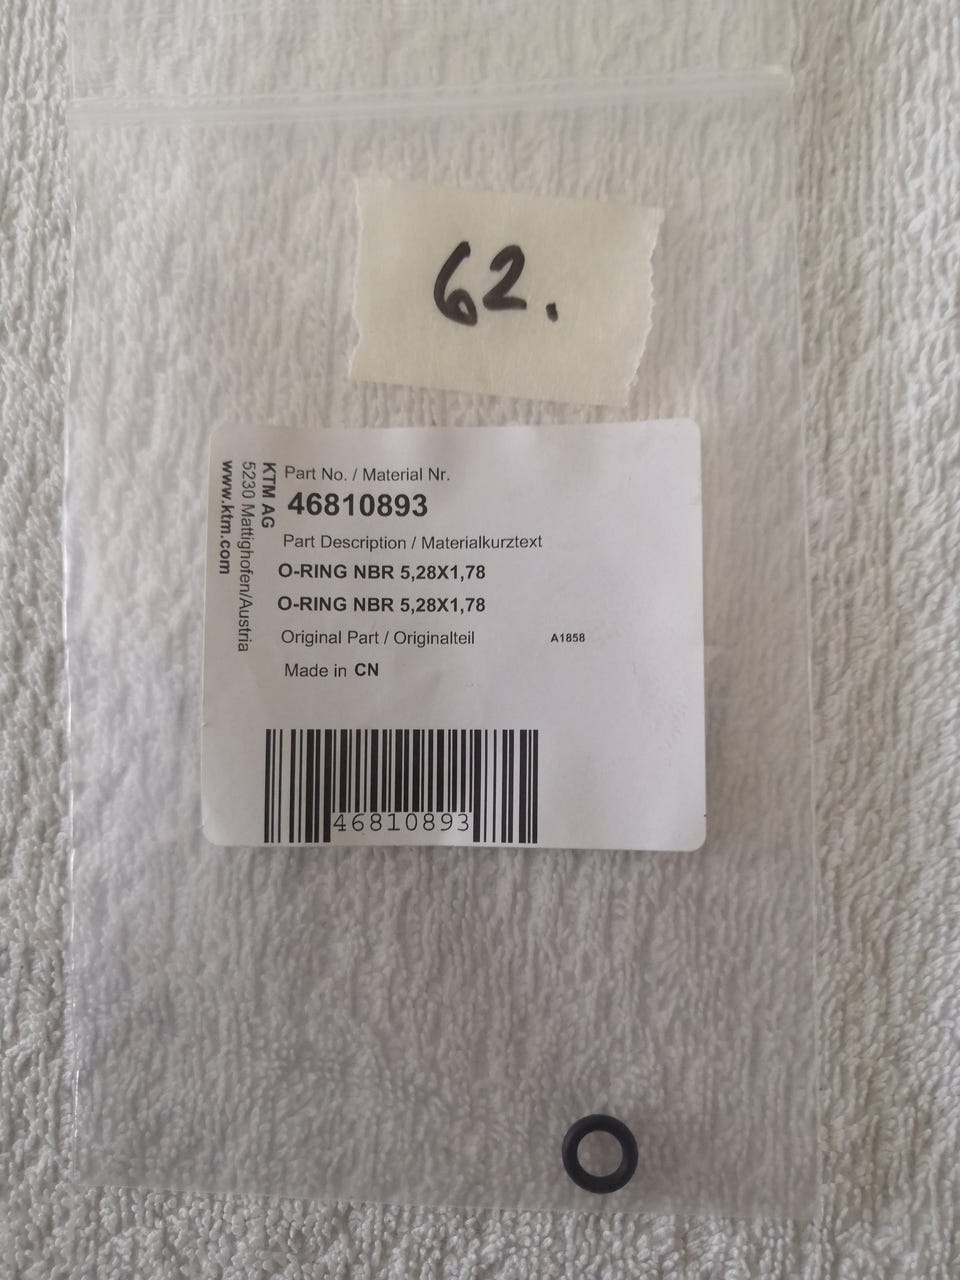 62.
KTM AG
5230 Mattighofen/Austria
www.ktm.com
Part No. / Material Nr.
46810893
Part Description / Materialkurztext
O-RING NBR 5,28X1,78
O-RING NBR 5,28X1,78
Original Part / Originalteil A1858
Made in CN
46810893